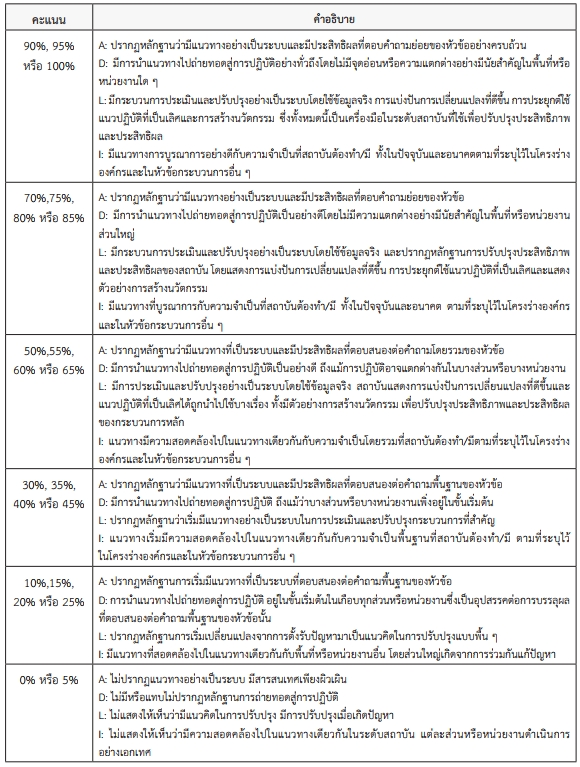 คะแนน
คำอธิบาย
90%, 95%
หรือ 100%
A: ปรากฏหลักฐานว่ามีแนวทางอย่างเป็นระบบและมีประสิทธิผลที่ตอบคำถามย่อยของหัวข้ออย่างครบถ้วน
D: มีการนำแนวทางไปถ่ายทอดสู่การปฏิบัติอย่างทั่วถึงโดยไม่มีจุดอ่อนหรือความแตกต่างอย่างมีนัยสำคัญในพื้นที่หรือ
หน่วยงานใด ๆ
L: มีกระบวนการประเมินและปรับปรุงอย่างเป็นระบบโดยใช้ข้อมูลจริง การแบ่งปันการเปลี่ยนแปลงที่ดีขึ้น การประยุกต์ใช้
แนวปฏิบัติที่เป็นเลิศและการสร้างนวัตกรรม ซึ่งทั้งหมดนี้เป็นเครื่องมือในระดับสถาบันที่ใช้เพื่อปรับปรุงประสิทธิภาพ
และประสิทธิผล
I: มีแนวทางการบูรณาการอย่างดีกับความจำเป็นที่สถาบันต้องทำ/มี ทั้งในปัจจุบันและอนาคตตามที่ระบุไว้ในโครงร่าง
องค์กรและในหัวข้อกระบวนการอื่น ๆ
70%,75%,
80% หรือ 85%
A: ปรากฏหลักฐานว่ามีแนวทางอย่างเป็นระบบและมีประสิทธิผลที่ตอบคำถามย่อยของหัวข้อ
D: มีการนำแนวทางไปถ่ายทอดสู่การปฏิบัติเป็นอย่างดีโดยไม่มีความแตกต่างอย่างมีนัยสำคัญในพื้นที่หรือหน่วยงาน
ส่วนใหญ่
L: มีกระบวนการประเมินและปรับปรุงอย่างเป็นระบบโดยใช้ข้อมูลจริง และปรากฏหลักฐานการปรับปรุงประสิทธิภาพ
และประสิทธิผลของสถาบัน โดยแสดงการแบ่งปันการเปลี่ยนแปลงที่ดีขึ้น การประยุกต์ใช้แนวปฏิบัติที่เป็นเลิศและแสดง
ตัวอย่างการสร้างนวัตกรรม
I: มีแนวทางที่บูรณาการกับความจำเป็นที่สถาบันต้องทำ/มี ทั้งในปัจจุบันและอนาคต ตามที่ระบุไว้ในโครงร่างองค์กร
และในหัวข้อกระบวนการอื่น ๆ
50%,55%,
60% หรือ 65%
A: ปรากฏหลักฐานว่ามีแนวทางที่เป็นระบบและมีประสิทธิผลที่ตอบสนองต่อคำถามโดยรวมของหัวข้อ
D: มีการนำแนวทางไปถ่ายทอดสู่การปฏิบัติเป็นอย่างดี ถึงแม้การปฏิบัติอาจแตกต่างกันในบางส่วนหรือบางหน่วยงาน
L: มีการประเมินและปรับปรุงอย่างเป็นระบบโดยใช้ข้อมูลจริง สถาบันแสดงการแบ่งปันการเปลี่ยนแปลงที่ดีขึ้นและ
แนวปฏิบัติที่เป็นเลิศได้ถูกนำไปใช้บางเรื่อง ทั้งมีตัวอย่างการสร้างนวัตกรรม เพื่อปรับปรุงประสิทธิภาพและประสิทธิผล
ของกระบวนการหลัก
I: แนวทางมีความสอดคล้องไปในแนวทางเดียวกันกับความจำเป็นโดยรวมที่สถาบันต้องทำ/มีตามที่ระบุไว้ในโครงร่าง
องค์กรและในหัวข้อกระบวนการอื่น ๆ
30%, 35%,
40% หรือ 45%
A: ปรากฏหลักฐานว่ามีแนวทางที่เป็นระบบและมีประสิทธิผลที่ตอบสนองต่อคำถามพื้นฐานของหัวข้อ
D: มีการนำแนวทางไปถ่ายทอดสู่การปฏิบัติ ถึงแม้ว่าบางส่วนหรือบางหน่วยงานเพิ่งอยู่ในขั้นเริ่มต้น
L: ปรากฏหลักฐานว่าเริ่มมีแนวทางอย่างเป็นระบบในการประเมินและปรับปรุงกระบวนการที่สำคัญ
I: แนวทางเริ่มมีความสอดคล้องไปในแนวทางเดียวกันกับความจำเป็นพื้นฐานที่สถาบันต้องทำ/มี ตามที่ระบุไว้
ในโครงร่างองค์กรและในหัวข้อกระบวนการอื่น ๆ
10%,15%,
20% หรือ 25%
A: ปรากฏหลักฐานการเริ่มมีแนวทางที่เป็นระบบที่ตอบสนองต่อคำถามพื้นฐานของหัวข้อ
D: การนำแนวทางไปถ่ายทอดสู่การปฏิบัติ อยู่ในขั้นเริ่มต้นในเกือบทุกส่วนหรือหน่วยงานซึ่งเป็นอุปสรรคต่อการบรรลุผล
ที่ตอบสนองต่อคำถามพื้นฐานของหัวข้อนั้น
L: ปรากฏหลักฐานการเริ่มเปลี่ยนแปลงจากการตั้งรับปัญหามาเป็นแนวคิดในการปรับปรุงแบบพื้น ๆ
I: มีแนวทางที่สอดคล้องไปในแนวทางเดียวกันกับพื้นที่หรือหน่วยงานอื่น โดยส่วนใหญ่เกิดจากการร่วมกันแก้ปัญหา
0% หรือ 5%
A: ไม่ปรากฏแนวทางอย่างเป็นระบบ มีสารสนเทศเพียงผิวเผิน
D: ไม่มีหรือแทบไม่ปรากฏหลักฐานการถ่ายทอดสู่การปฏิบัติ
L: ไม่แสดงให้เห็นว่ามีแนวคิดในการปรับปรุง มีการปรับปรุงเมื่อเกิดปัญหา
I: ไม่แสดงให้เห็นว่ามีความสอดคล้องไปในแนวทางเดียวกันในระดับสถาบัน แต่ละส่วนหรือหน่วยงานดำเนินการ
อย่างเอกเทศ